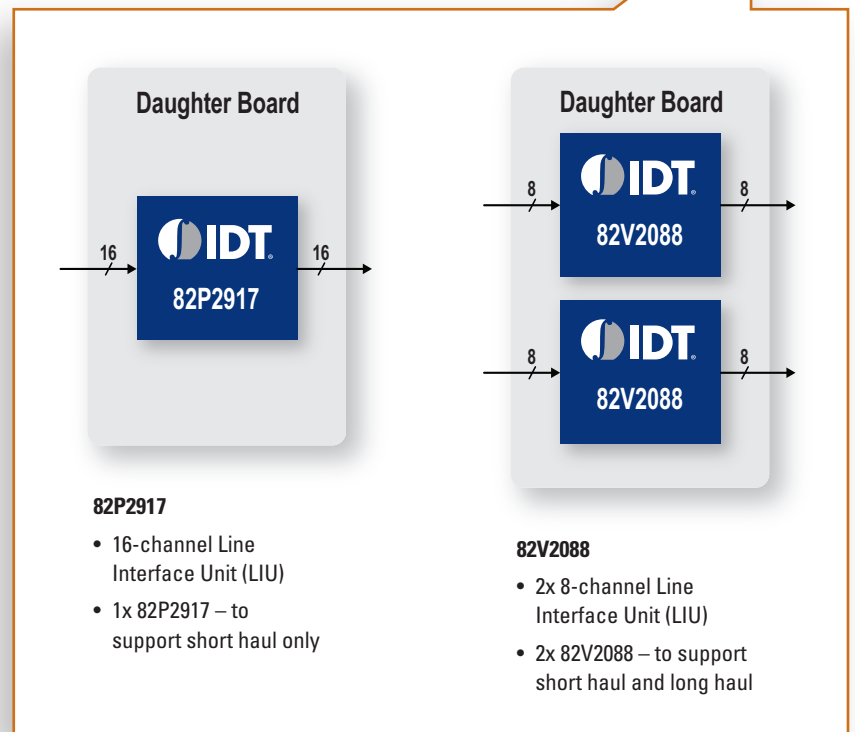 Daughter Board
IDT®
82P2917
16
16
82P2917
• 16-channel Line
Interface Unit (LIU)
• 1x 82P2917 – to
support short haul only
Daughter Board
8
IDT®
8
82V2088
8
IDT®
8
82V2088
82V2088
• 2x 8-channel Line
Interface Unit (LIU)
• 2x 82V2088 – to support
short haul and long haul